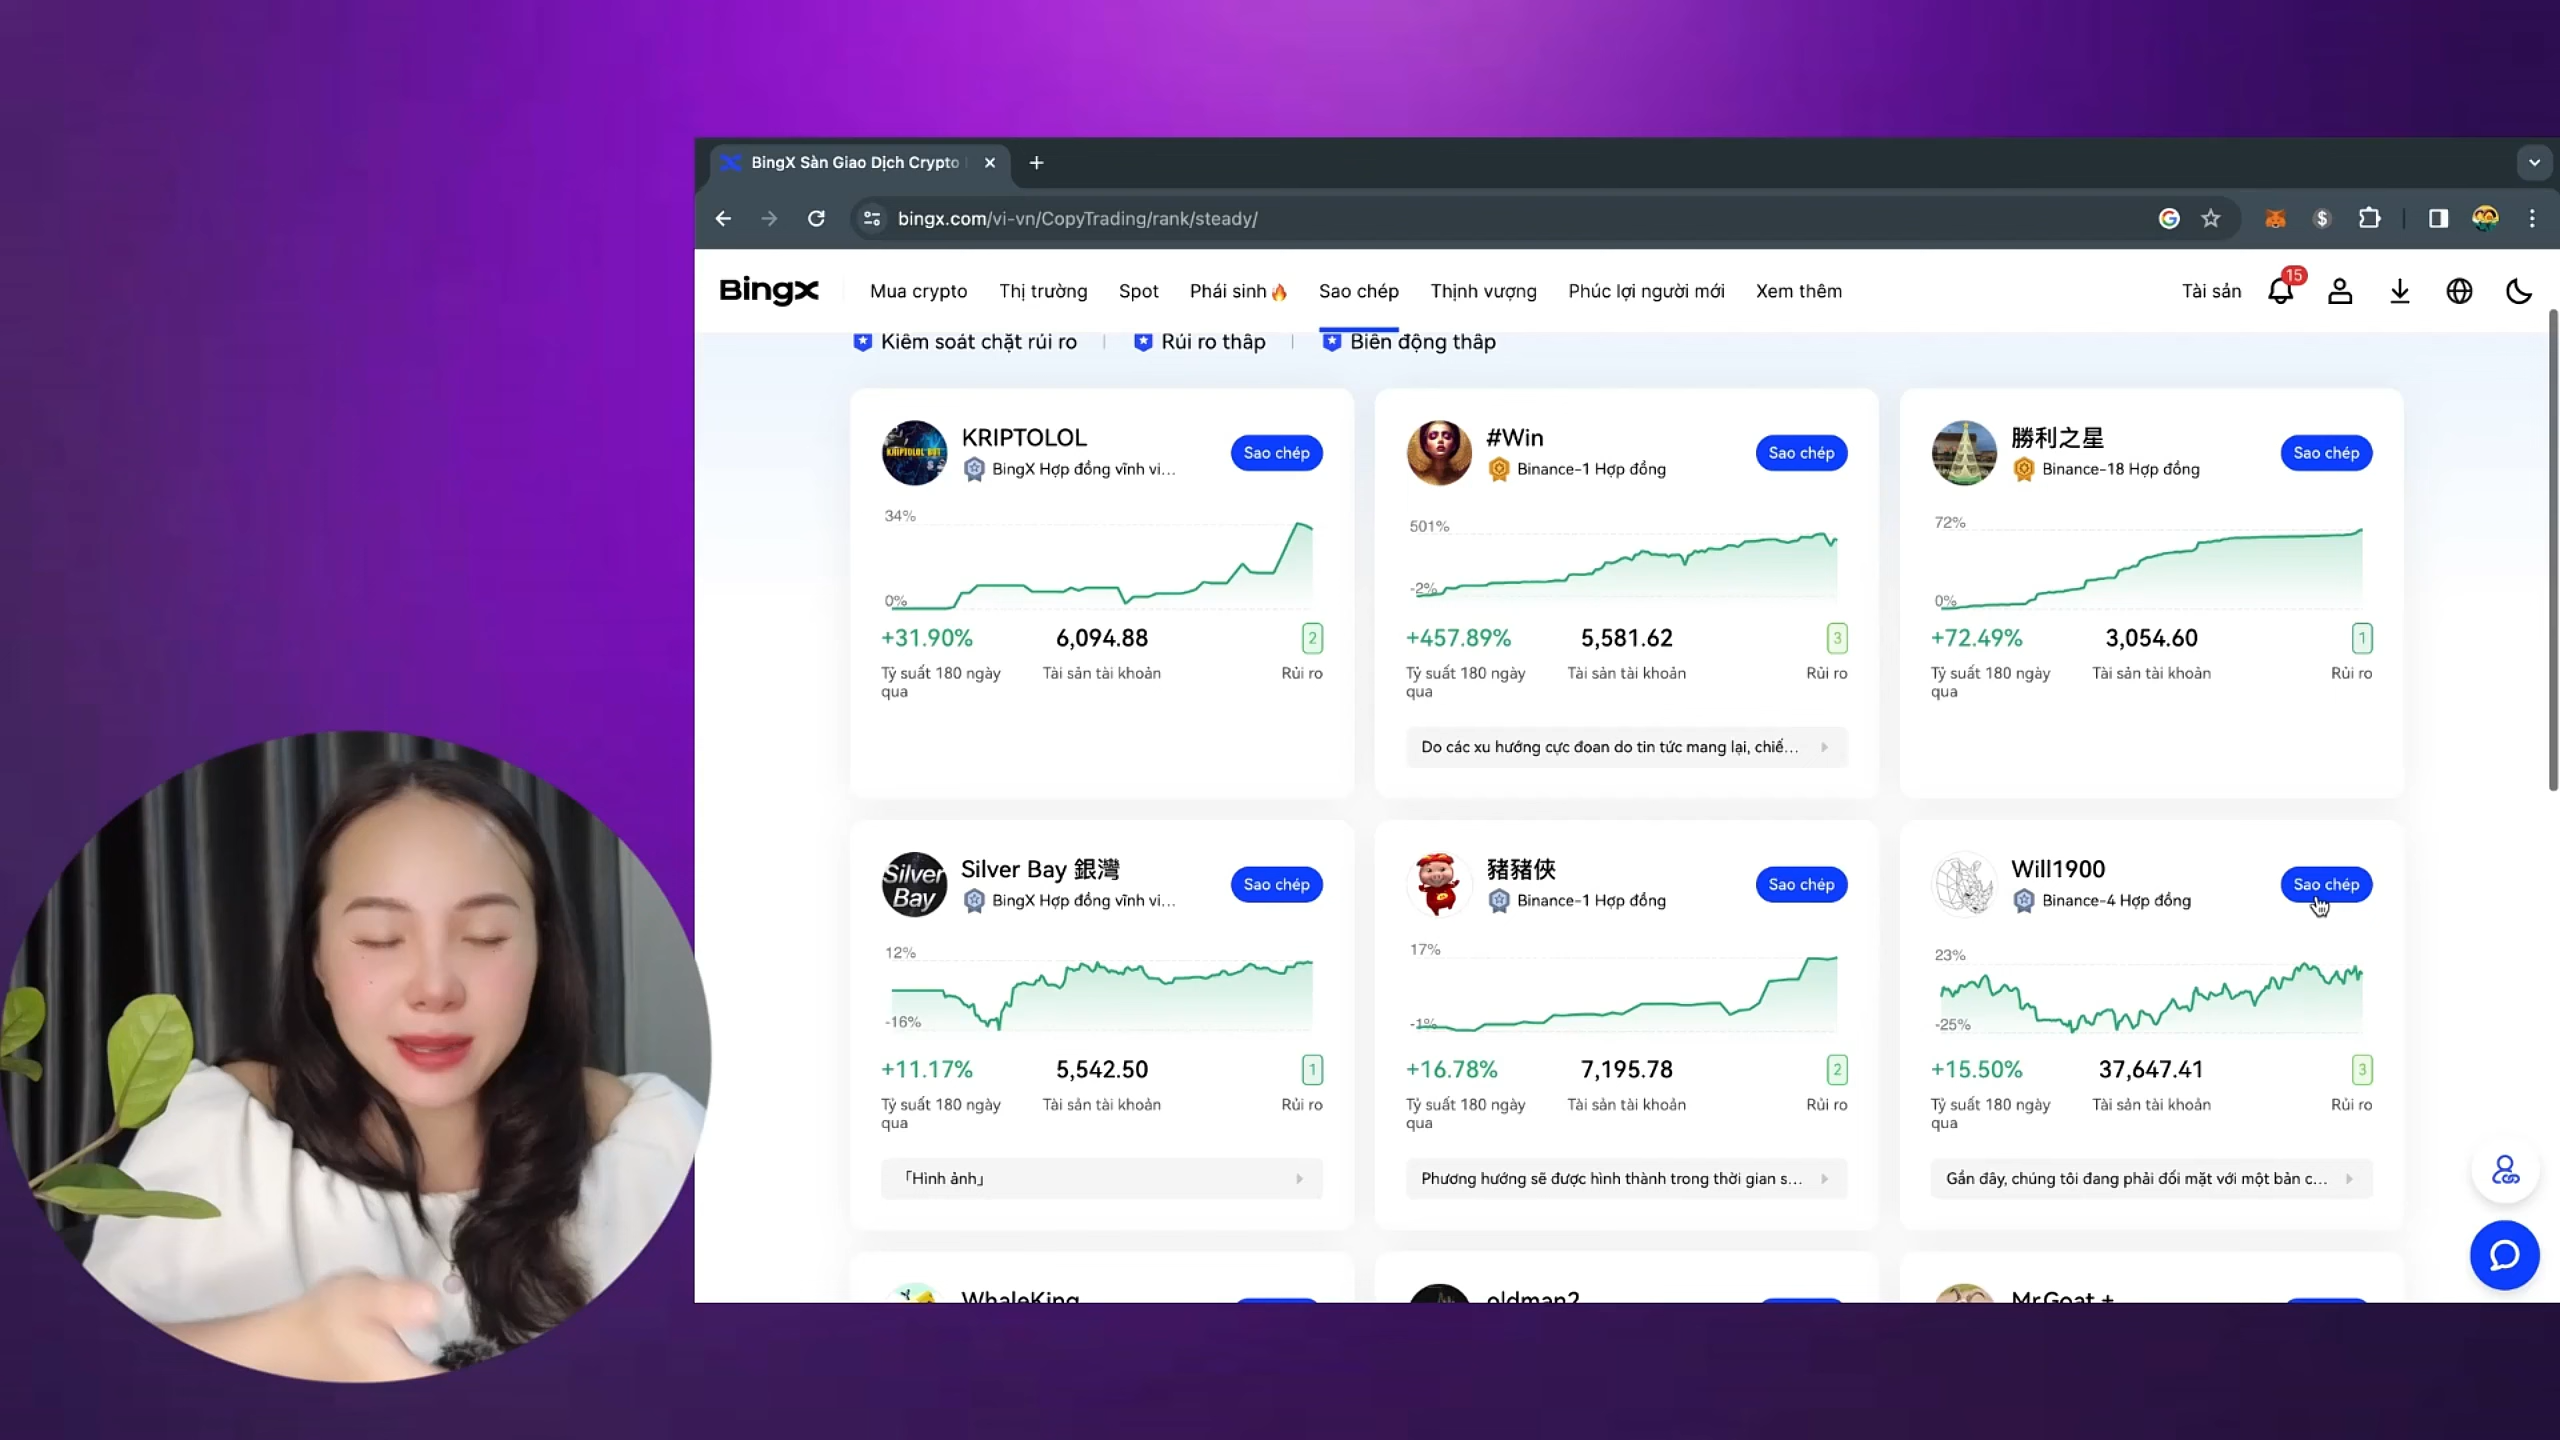 BingX Sàn Giao Dịch Crypto
bingx.com/vi-vn/CopyTrading/rank/steady/
BingX
Mua crypto
Thị trường
Spot
Phái sinh
Sao chép
Thịnh vượng
Phúc lợi người mới
Xem thêm
Tài sản
15
Kiểm soát chặt rủi ro
Rủi ro thấp
Biến động thấp
KRIPTOLOL
BingX Hợp đồng vĩnh vi...
Sao chép
34%
0%
+31.90%
6,094.88
2
Tỷ suất 180 ngày
qua
Tài sản tài khoản
Rủi ro
#Win
Binance-1 Hợp đồng
Sao chép
501%
-2%
+457.89%
5,581.62
3
Tỷ suất 180 ngày
qua
Tài sản tài khoản
Rủi ro
Do các xu hướng cực đoan do tin tức mang lại, chiế...
勝利之星
Binance-18 Hợp đồng
Sao chép
72%
0%
+72.49%
3,054.60
1
Tỷ suất 180 ngày
qua
Tài sản tài khoản
Rủi ro
Silver
Bay
Silver Bay 銀灣
BingX Hợp đồng vĩnh vi...
Sao chép
12%
-16%
+11.17%
5,542.50
1
Tỷ suất 180 ngày
qua
Tài sản tài khoản
Rủi ro
「Hình ảnh」
豬豬俠
Binance-1 Hợp đồng
Sao chép
17%
-1%
+16.78%
7,195.78
2
Tỷ suất 180 ngày
qua
Tài sản tài khoản
Rủi ro
Phương hướng sẽ được hình thành trong thời gian s...
Will1900
Binance-4 Hợp đồng
Sao chép
23%
-25%
+15.50%
37,647.41
3
Tỷ suất 180 ngày
qua
Tài sản tài khoản
Rủi ro
Gần đây, chúng tôi đang phải đối mặt với một bản c...
WhaleKing
oldman2
MrGoat +